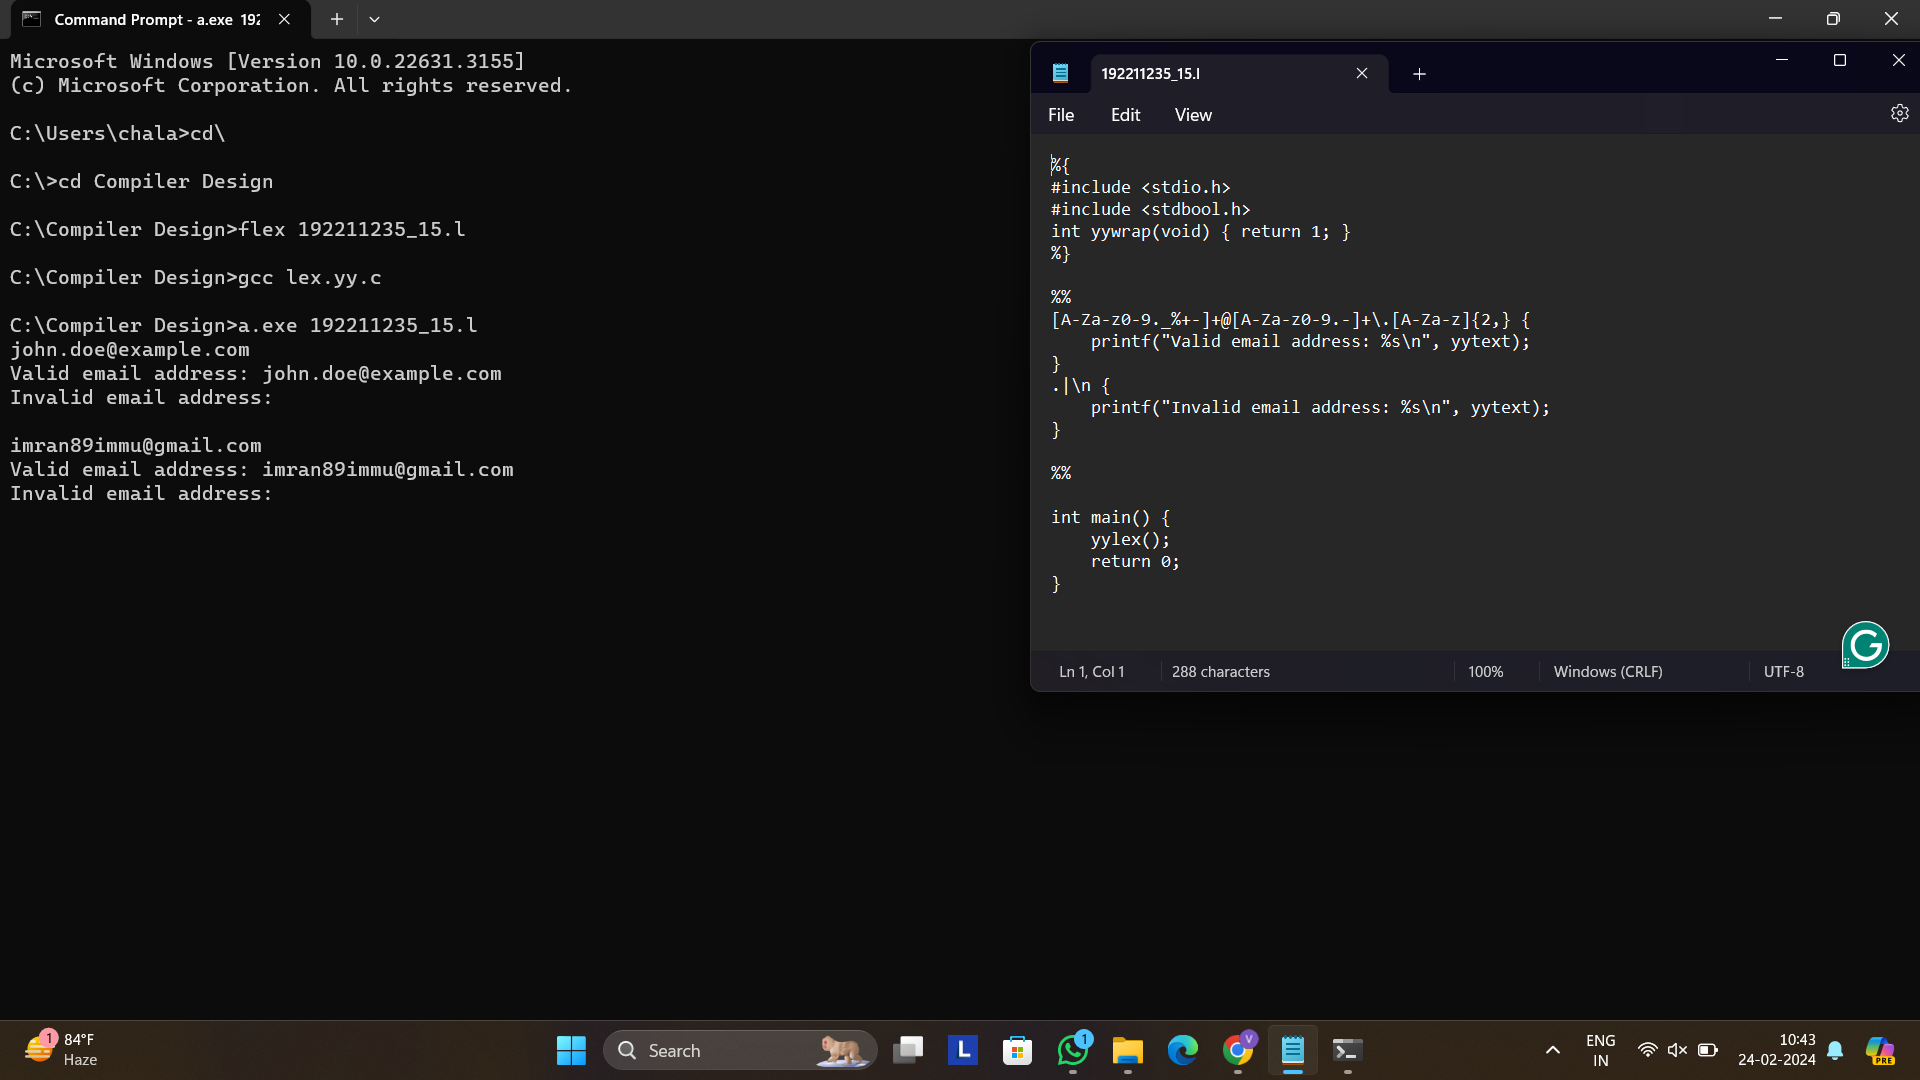 Command Prompt - a.exe 192
Microsoft Windows [Version 10.0.22631.3155]
(c) Microsoft Corporation. All rights reserved.
C:\Users\chala>cd\
C:\>cd Compiler Design
C:\Compiler Design>flex 192211235_15.l
C:\Compiler Design>gcc lex.yy.c
C:\Compiler Design>a.exe 192211235_15.l
john.doe@example.com
Valid email address: john.doe@example.com
Invalid email address:
imran89immu@gmail.com
Valid email address: imran89immu@gmail.com
Invalid email address:
192211235_15.l
File Edit View
%{
#include <stdio.h>
#include <stdbool.h>
int yywrap(void) { return 1; }
%}
%%
[A-Za-z0-9._%+-]+@[A-Za-z0-9.-]+\.[A-Za-z]{2,} {
    printf("Valid email address: %s\n", yytext);
}
.|\n {
    printf("Invalid email address: %s\n", yytext);
}
%%
int main() {
    yylex();
    return 0;
}
Ln 1, Col 1 288 characters 100% Windows (CRLF) UTF-8
G
1 84°F
Haze
Search
L
1
V
ENG
IN
10:43
24-02-2024
PRE